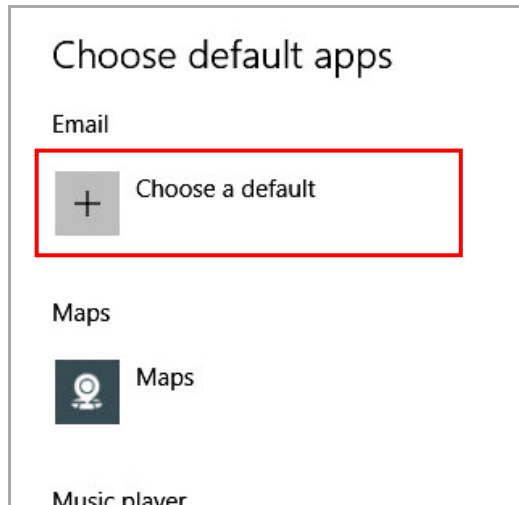 Choose default apps
Email
Choose a default
Maps
Maps
Music player